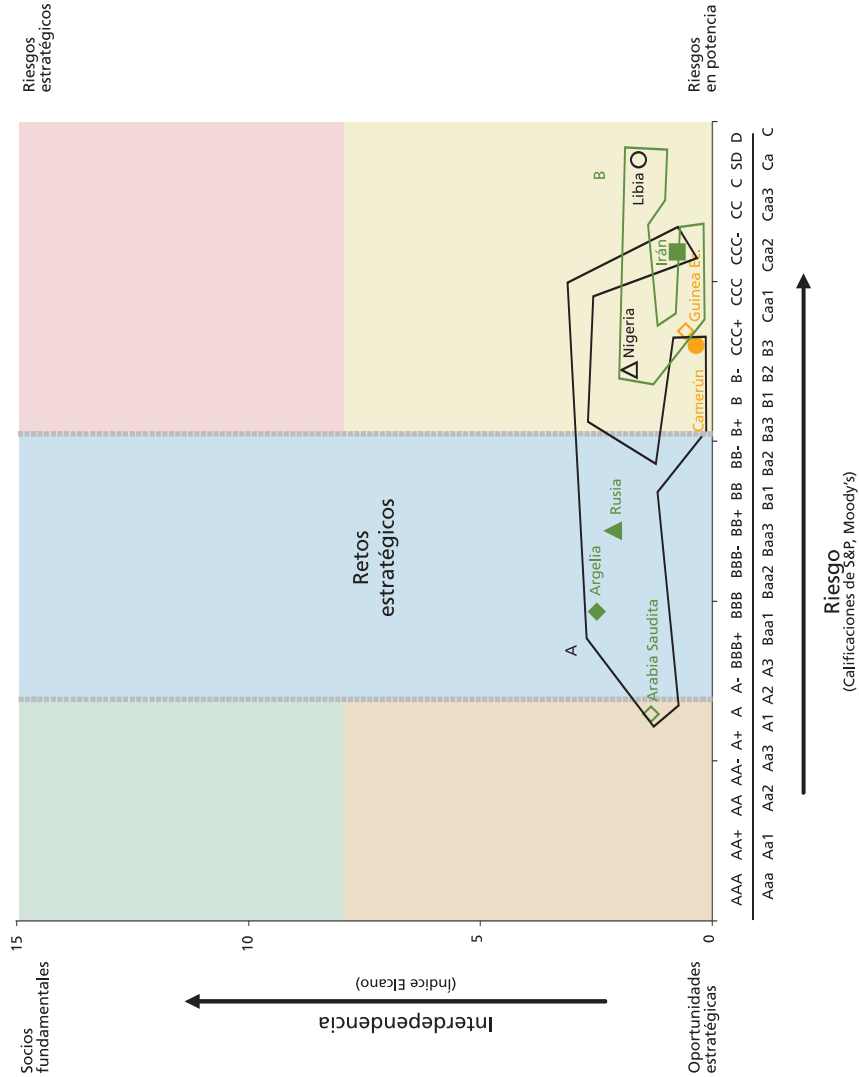 Socios
fundamentales
Riesgos
estratégicos
Interdependencia
(Índice Elcano)
15
10
5
0
Retos
estratégicos
A
B
Argelia
Rusia
Arabia Saudita
Nigeria
Libia
Irán
Guinea E.
Camerún
Oportunidades
estratégicas
Riesgos
en potencia
AAA AA+ AA AA- A+ A A- BBB+ BBB BBB- BB+ BB BB- B+ B B- CCC+ CCC CCC- CC C SD D
Aaa Aa1 Aa2 Aa3 A1 A2 A3 Baa1 Baa2 Baa3 Ba1 Ba2 Ba3 B1 B2 B3 Caa1 Caa2 Caa3 Ca C
Riesgo
(Calificaciones de S&P, Moody's)